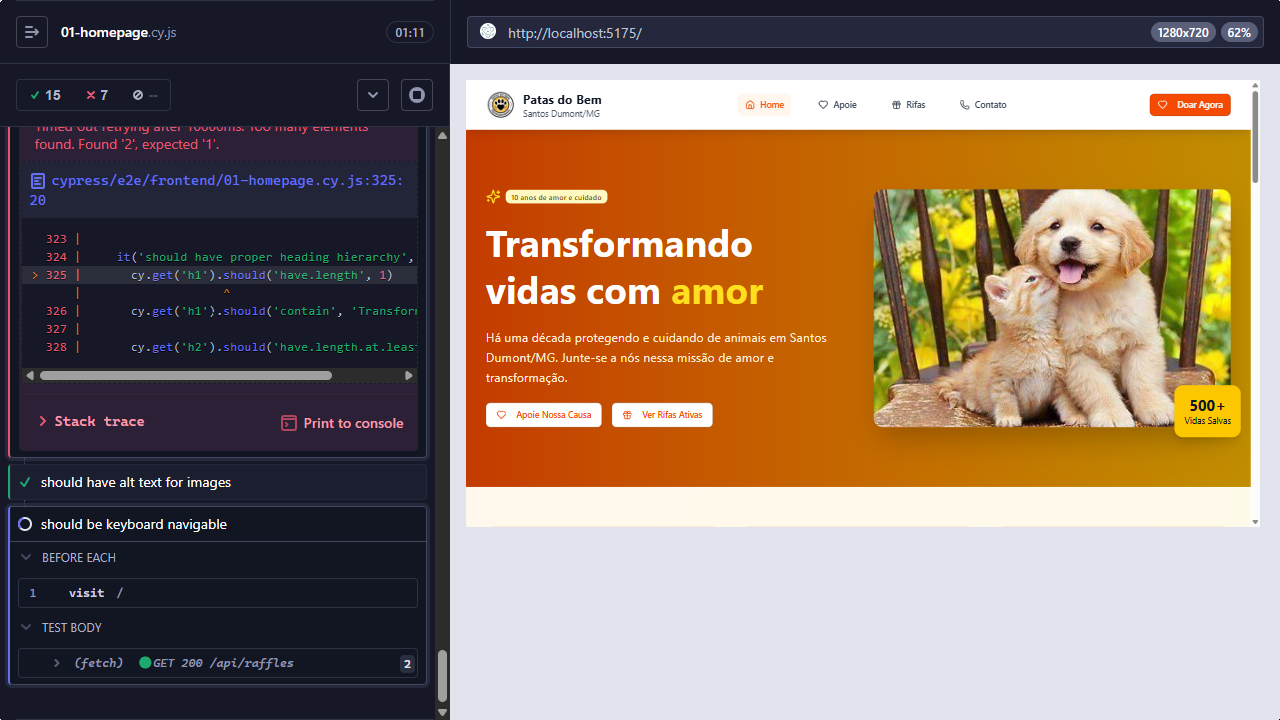 01-homepage.cy.js
01:11
15
7
--
Timed out retrying after 10000ms: Too many elements
found. Found '2', expected '1'.
cypress/e2e/frontend/01-homepage.cy.js:325:
20
323 |
324 | it('should have proper heading hierarchy',
> 325 | cy.get('h1').should('have.length', 1)
| ^
326 | cy.get('h1').should('contain', 'Transfor
327 |
328 | cy.get('h2').should('have.length.at.leas
Stack trace
Print to console
should have alt text for images
should be keyboard navigable
BEFORE EACH
1 visit /
TEST BODY
(fetch) GET 200 /api/raffles 2
http://localhost:5175/
1280x720
62%
Patas do Bem
Santos Dumont/MG
Home
Apoie
Rifas
Contato
Doar Agora
10 anos de amor e cuidado
Transformando
vidas com amor
Há uma década protegendo e cuidando de animais em Santos
Dumont/MG. Junte-se a nós nessa missão de amor e
transformação.
Apoie Nossa Causa
Ver Rifas Ativas
500+
Vidas Salvas